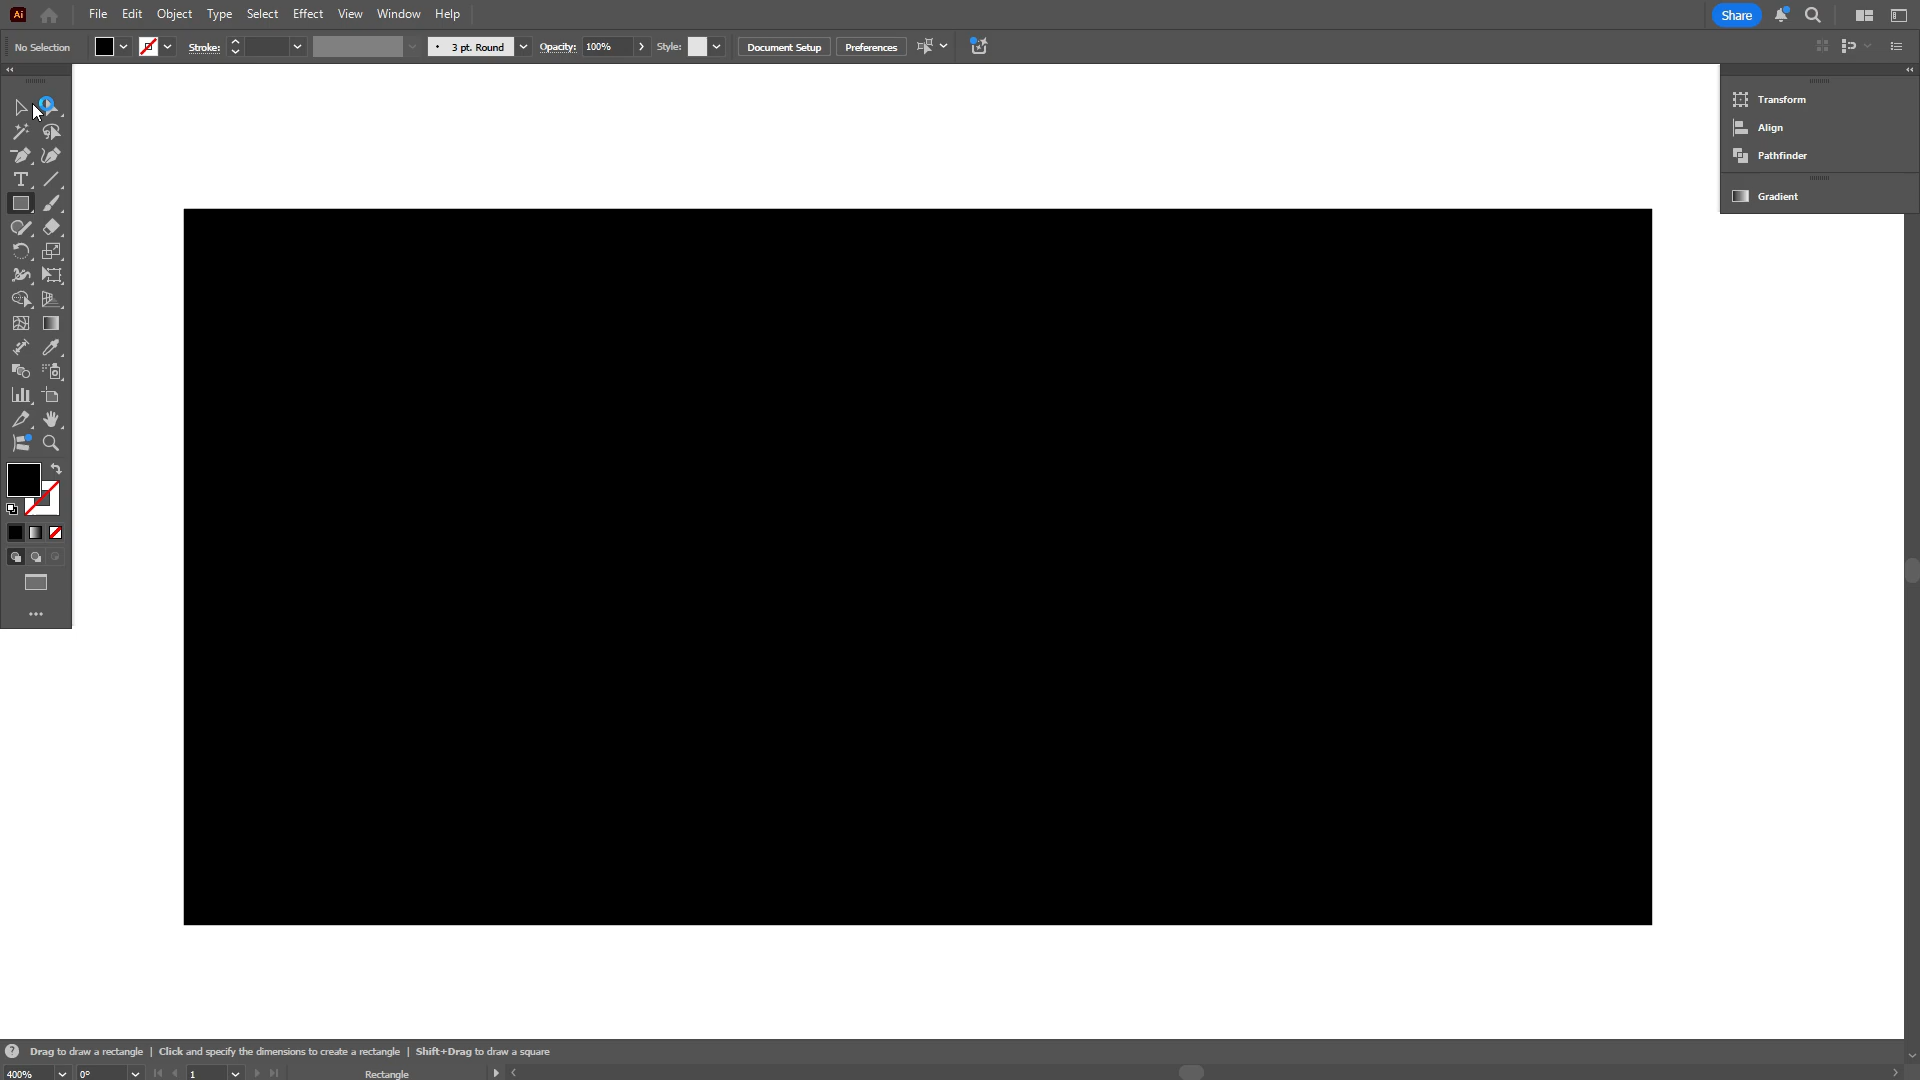 Ai File Edit Object Type Select Effect View Window Help Share
No Selection Stroke: 3 pt. Round Opacity: 100% Style: Document Setup Preferences
Transform
Align
Pathfinder
Gradient
Drag to draw a rectangle | Click and specify the dimensions to create a rectangle | Shift+Drag to draw a square
400% 0° 1 Rectangle